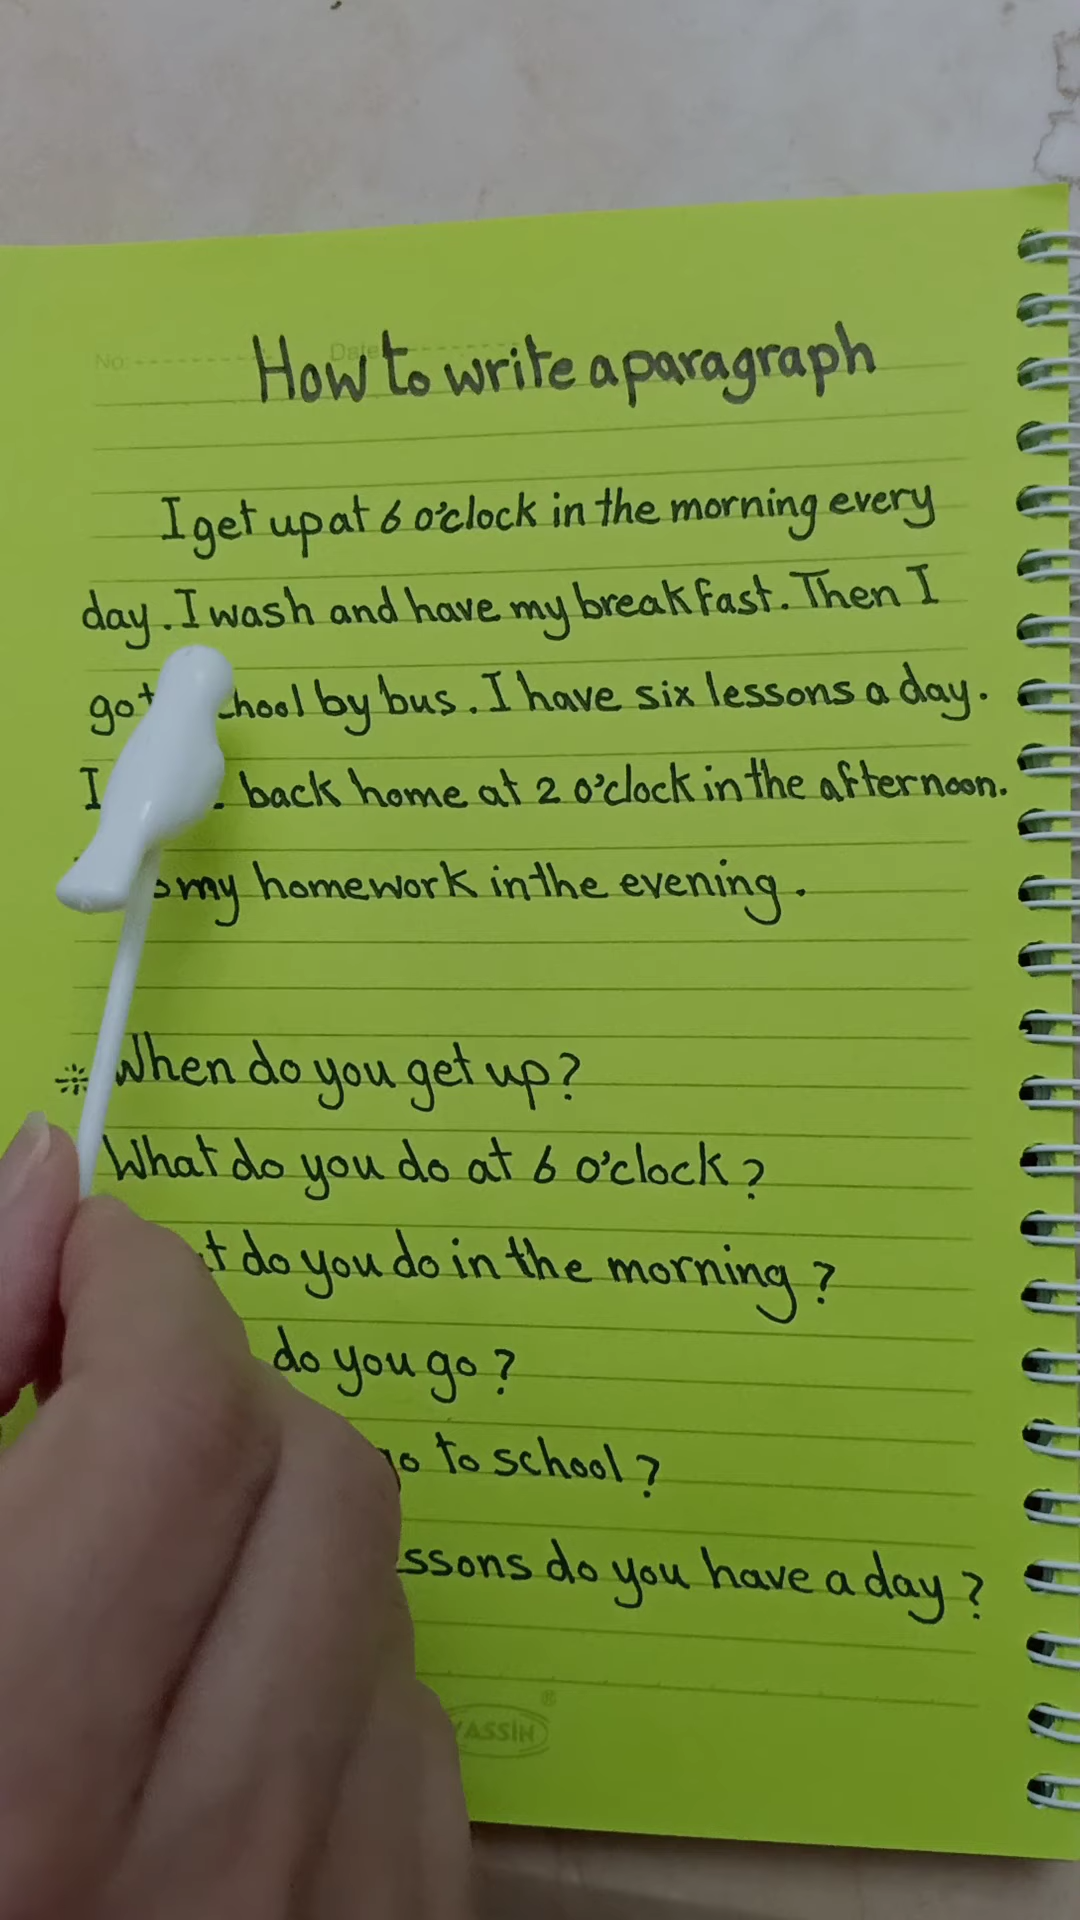 No: Date
How to write a paragraph
I get up at 6 o'clock in the morning every
day. I wash and have my breakfast. Then I
go by bus. I have six lessons a day.
I back home at 2 o'clock in the afternoon.
my homework in the evening.
When do you get up?
What do you do at 6 o'clock?
do you do in the morning?
do you go?
to school?
do you have a day?
YASSIN